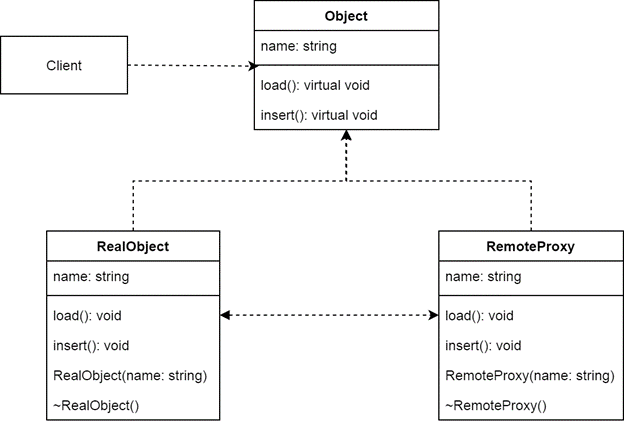 Object
name: string
Client
load(): virtual void
insert(): virtual void
RealObject
name: string
load(): void
insert(): void
RealObject(name: string)
~RealObject()
RemoteProxy
name: string
load(): void
insert(): void
RemoteProxy(name: string)
~RemoteProxy()